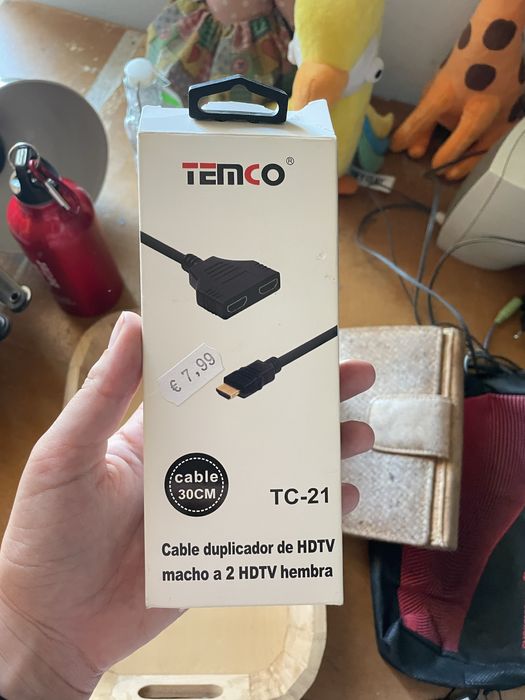 TEMCO®
€ 7,99
cable
30CM
TC-21
Cable duplicador de HDTV
macho a 2 HDTV hembra